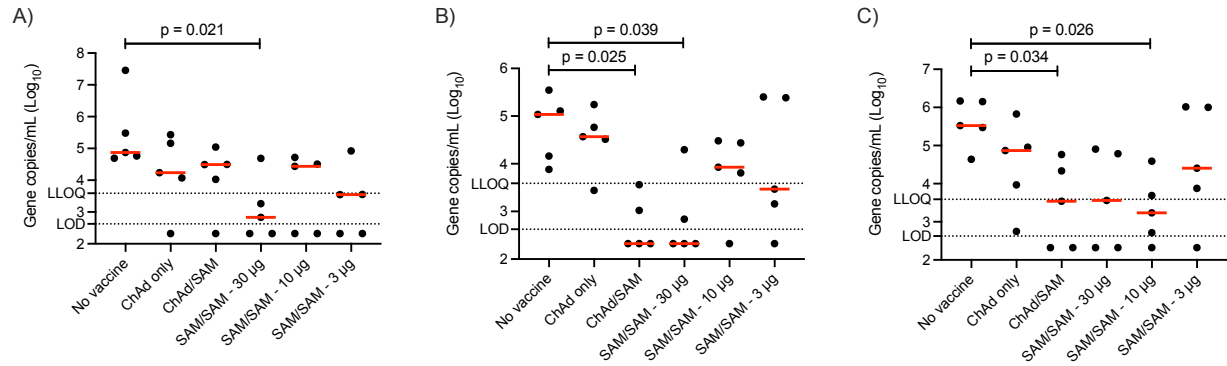 A)
p = 0.021
Gene copies/mL (Log10)
8
7
6
5
4
LLOQ
3
LOD
2
No vaccine
ChAd only
ChAd/SAM
SAM/SAM - 30 µg
SAM/SAM - 10 µg
SAM/SAM - 3 µg
B)
p = 0.039
p = 0.025
Gene copies/mL (Log10)
6
5
4
LLOQ
3
LOD
2
No vaccine
ChAd only
ChAd/SAM
SAM/SAM - 30 µg
SAM/SAM - 10 µg
SAM/SAM - 3 µg
C)
p = 0.026
p = 0.034
Gene copies/mL (Log10)
7
6
5
4
LLOQ
3
LOD
2
No vaccine
ChAd only
ChAd/SAM
SAM/SAM - 30 µg
SAM/SAM - 10 µg
SAM/SAM - 3 µg